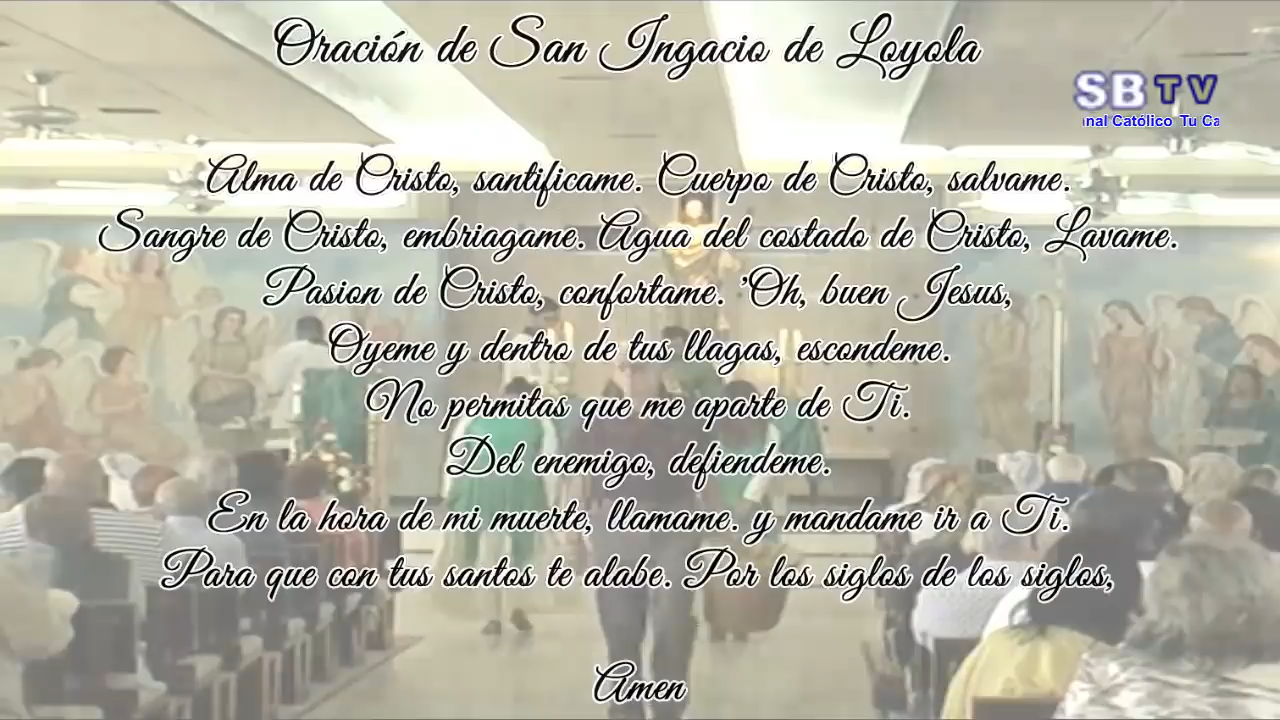 Oración de San Ingacio de Loyola
SB TV
nal Católico Tu Ca
Alma de Cristo, santificame. Cuerpo de Cristo, salvame.
Sangre de Cristo, embriagame. Agua del costado de Cristo, Lavame.
Pasion de Cristo, confortame. 'Oh, buen Jesus,
Oyeme y dentro de tus llagas, escondeme.
No permitas que me aparte de Ti.
Del enemigo, defiendeme.
En la hora de mi muerte, llamame. y mandame ir a Ti.
Para que con tus santos te alabe. Por los siglos de los siglos,
Amen